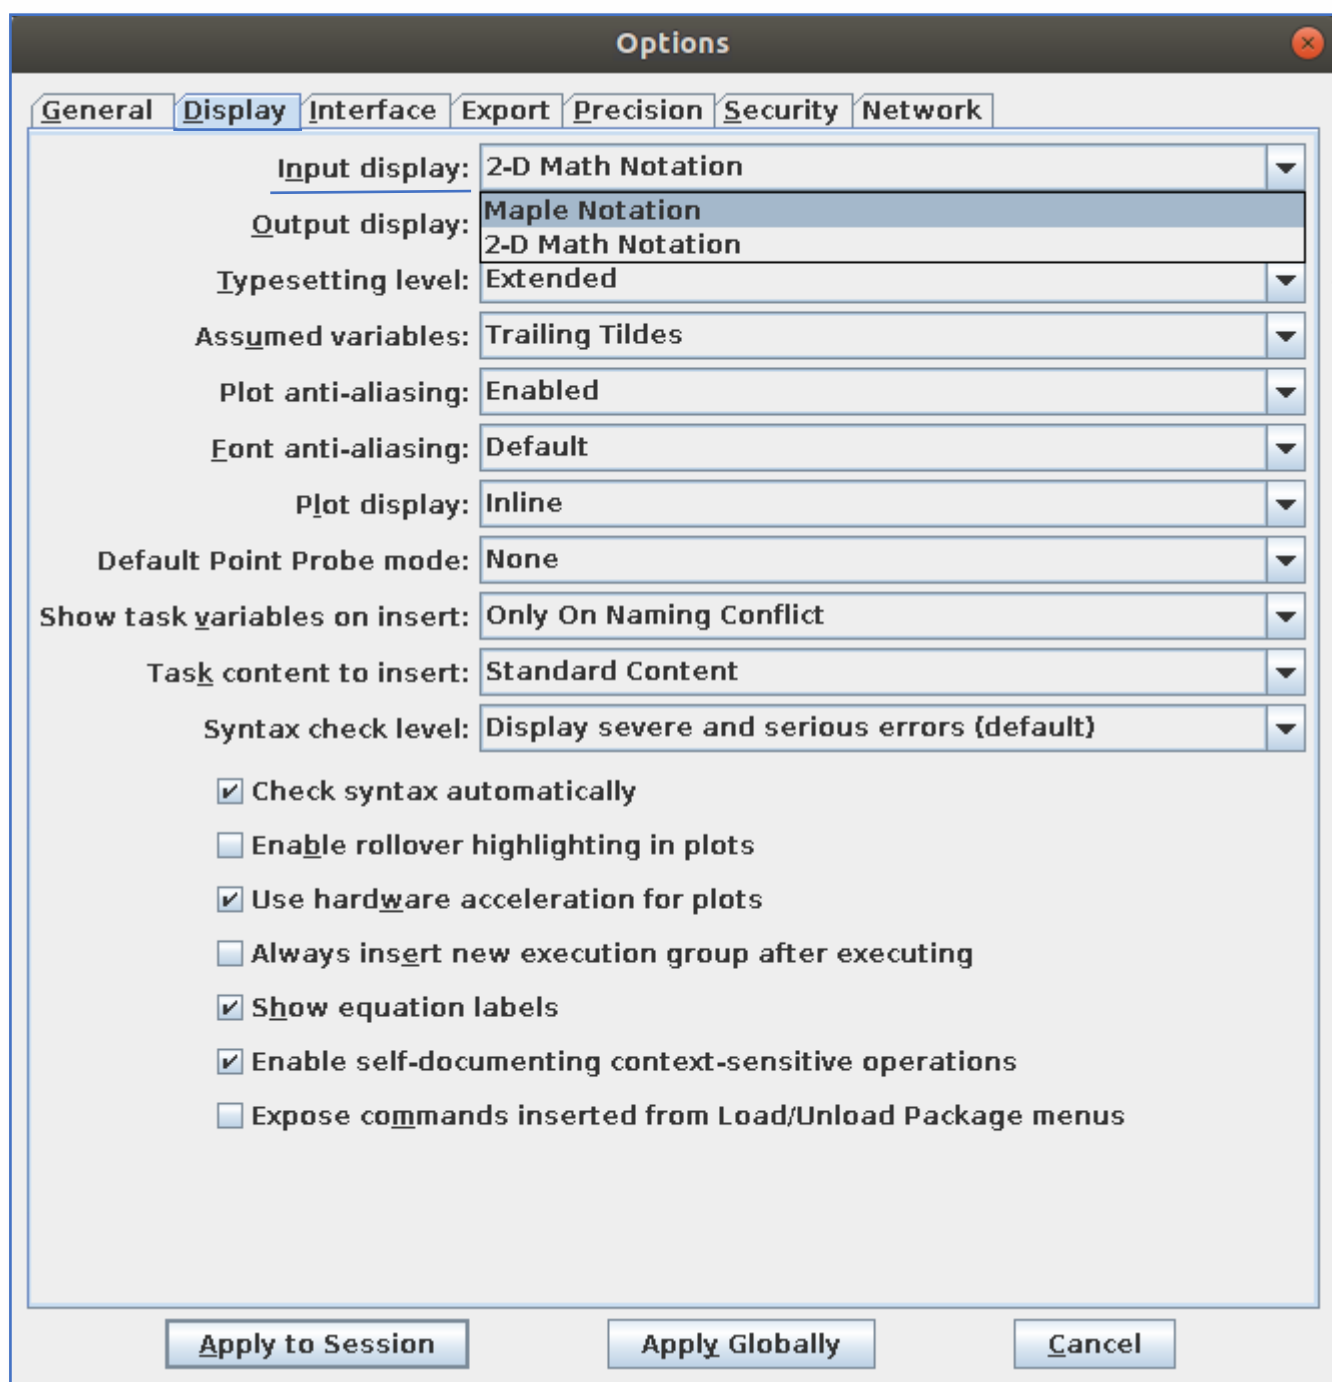 Options
General Display Interface Export Precision Security Network
Input display: 2-D Math Notation
Maple Notation
Output display:
2-D Math Notation
Typesetting level: Extended
Assumed variables: Trailing Tildes
Plot anti-aliasing: Enabled
Font anti-aliasing: Default
Plot display: Inline
Default Point Probe mode: None
Show task variables on insert: Only On Naming Conflict
Task content to insert: Standard Content
Syntax check level: Display severe and serious errors (default)
Check syntax automatically
Enable rollover highlighting in plots
Use hardware acceleration for plots
Always insert new execution group after executing
Show equation labels
Enable self-documenting context-sensitive operations
Expose commands inserted from Load/Unload Package menus
Apply to Session Apply Globally Cancel